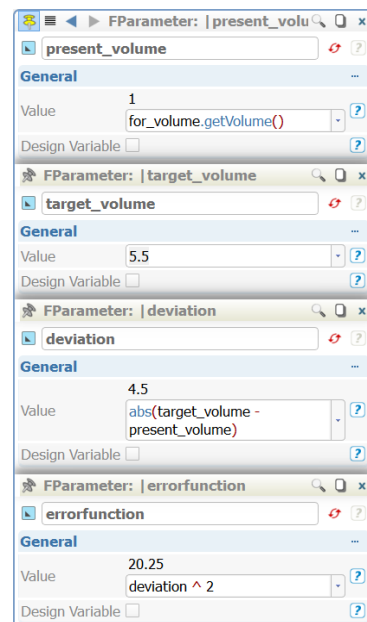 FParameter: |present_volu
present_volume
General
Value
1
for_volume.getVolume()
Design Variable
FParameter: |target_volume
target_volume
General
Value 5.5
Design Variable
FParameter: |deviation
deviation
General
4.5
Value
abs(target_volume -
present_volume)
Design Variable
FParameter: |errorfunction
errorfunction
General
20.25
Value
deviation ^ 2
Design Variable